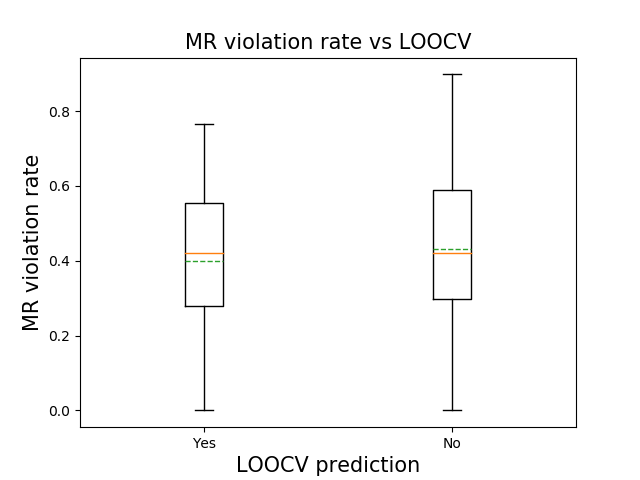 MR violation rate vs LOOCV
MR violation rate
0.8
0.6
0.4
0.2
0.0
Yes
No
LOOCV prediction